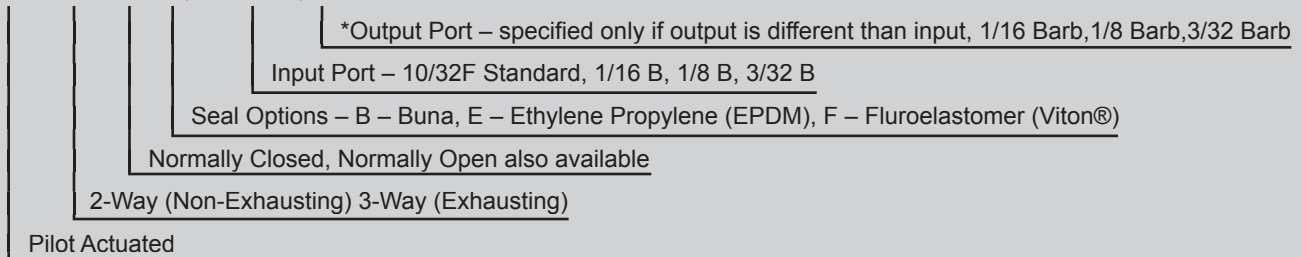 *Output Port – specified only if output is different than input, 1/16 Barb,1/8 Barb,3/32 Barb
Input Port – 10/32F Standard, 1/16 B, 1/8 B, 3/32 B
Seal Options – B – Buna, E – Ethylene Propylene (EPDM), F – Fluroelastomer (Viton®)
Normally Closed, Normally Open also available
2-Way (Non-Exhausting) 3-Way (Exhausting)
Pilot Actuated